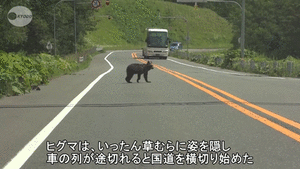 HTODO
ヒグマは、いったん草むらに姿を隠し
車の列が途切れると国道を横切り始めた